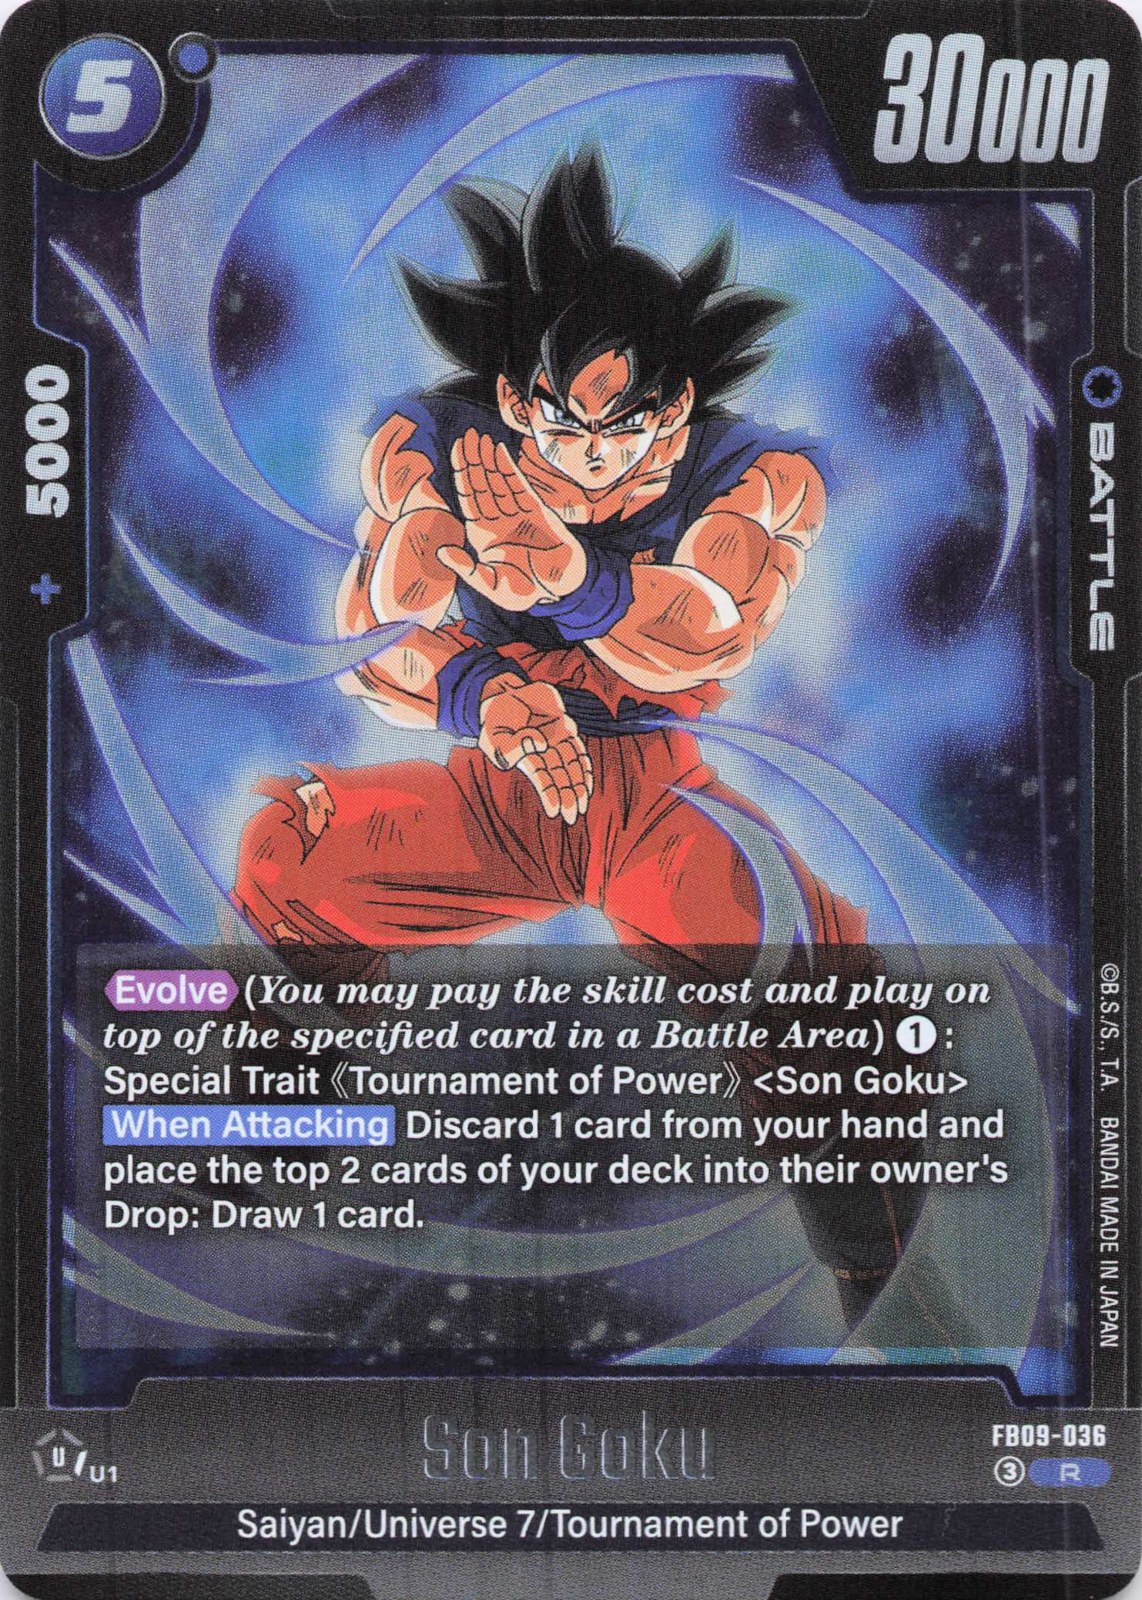 5
30000
+ 5000
BATTLE
Evolve (You may pay the skill cost and play on
top of the specified card in a Battle Area) 1 :
Special Trait 《Tournament of Power》 <Son Goku>
When Attacking Discard 1 card from your hand and
place the top 2 cards of your deck into their owner's
Drop: Draw 1 card.
©B.S./S., T.A. BANDAI MADE IN JAPAN
Son Goku
FB09-036
U/U1
3 R
Saiyan/Universe 7/Tournament of Power